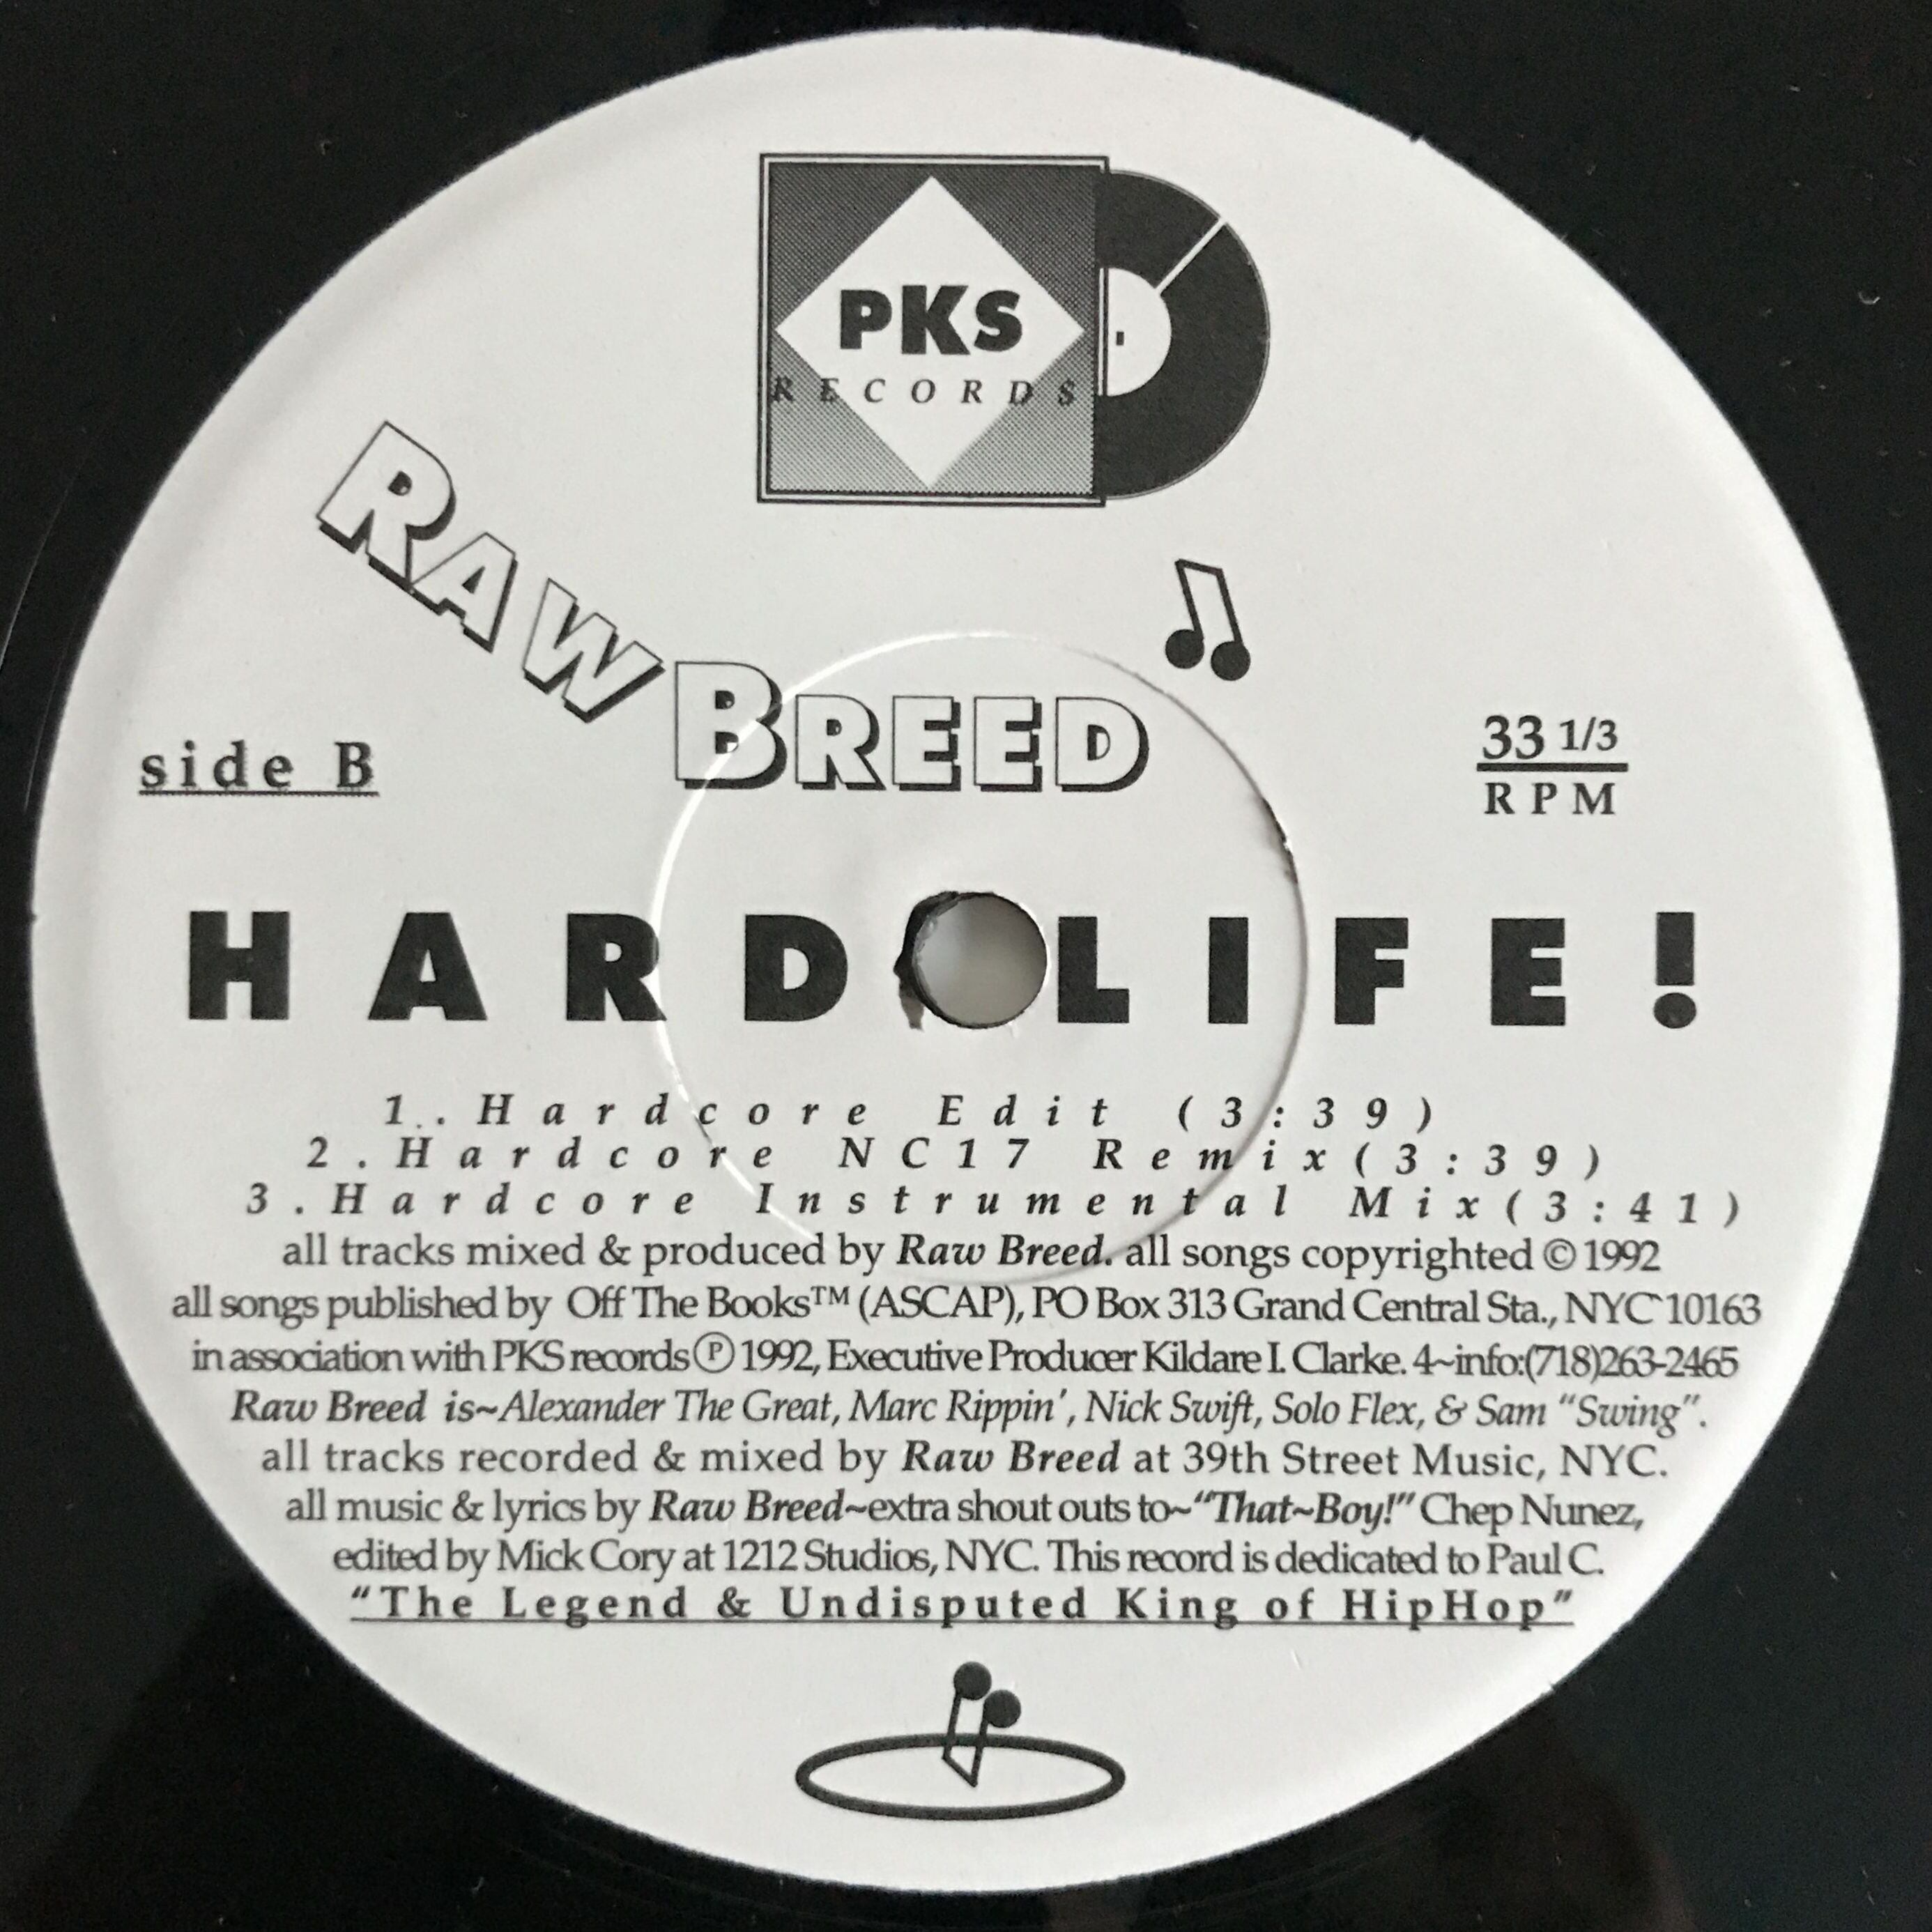 PKS
RECORDS
RAW BREED
side B
33 1/3
RPM
HARD LIFE!
1. Hardcore Edit (3:39)
2. Hardcore NC17 Remix (3:39)
3. Hardcore Instrumental Mix (3:41)
all tracks mixed & produced by Raw Breed. all songs copyrighted © 1992
all songs published by Off The Books™ (ASCAP), PO Box 313 Grand Central Sta., NYC 10163
in association with PKS records ℗ 1992, Executive Producer Kildare I. Clarke. 4~info:(718)263-2465
Raw Breed is~Alexander The Great, Marc Rippin', Nick Swift, Solo Flex, & Sam "Swing".
all tracks recorded & mixed by Raw Breed at 39th Street Music, NYC.
all music & lyrics by Raw Breed~extra shout outs to~"That~Boy!" Chep Nunez,
edited by Mick Cory at 1212 Studios, NYC. This record is dedicated to Paul C.
"The Legend & Undisputed King of HipHop"